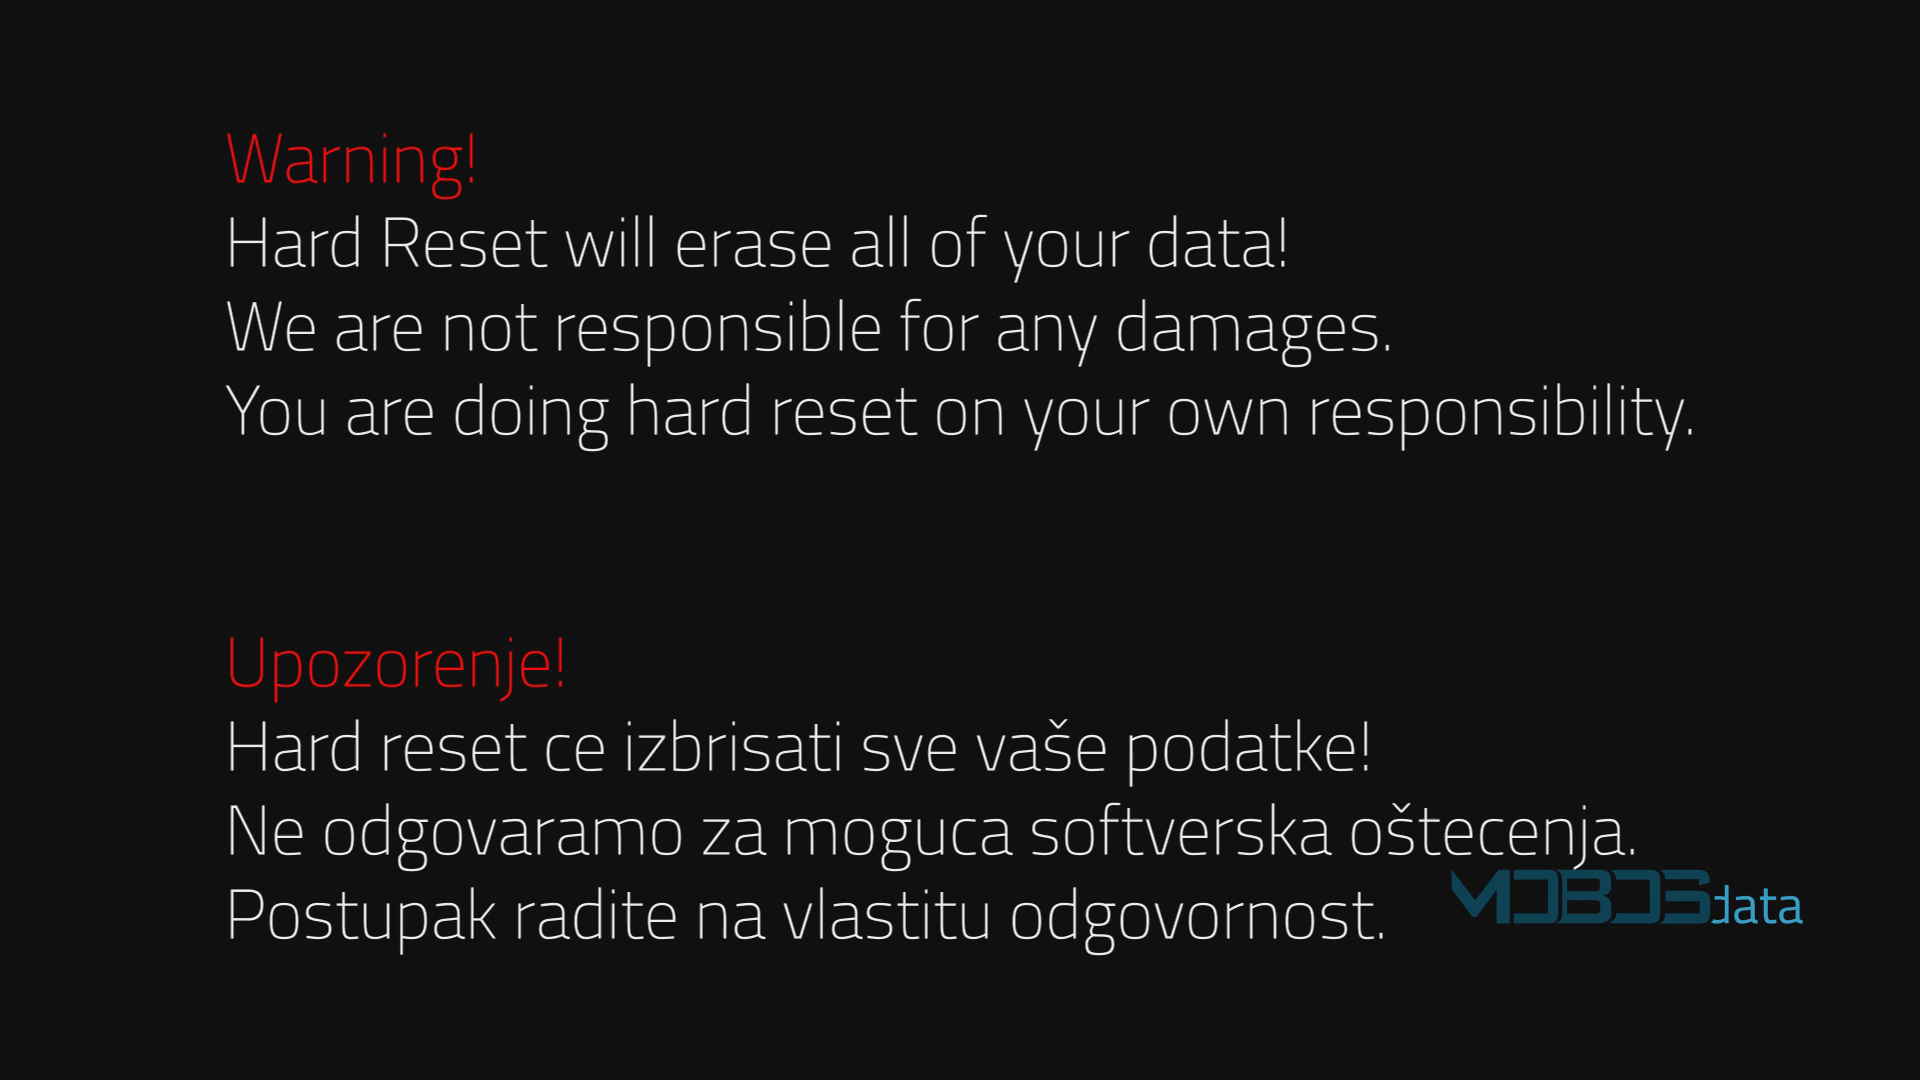 Warning!
Hard Reset will erase all of your data!
We are not responsible for any damages.
You are doing hard reset on your own responsibility.
Upozorenje!
Hard reset ce izbrisati sve vaše podatke!
Ne odgovaramo za moguca softverska oštecenja.
Postupak radite na vlastitu odgovornost.
MOBOSdata